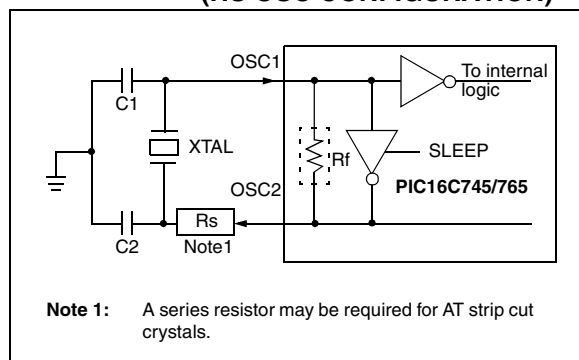 (HS OSC CONFIGURATION)
OSC1
To internal
logic
C1
XTAL
Rf
SLEEP
OSC2
PIC16C745/765
Rs
C2
Note1
Note 1: A series resistor may be required for AT strip cut
crystals.